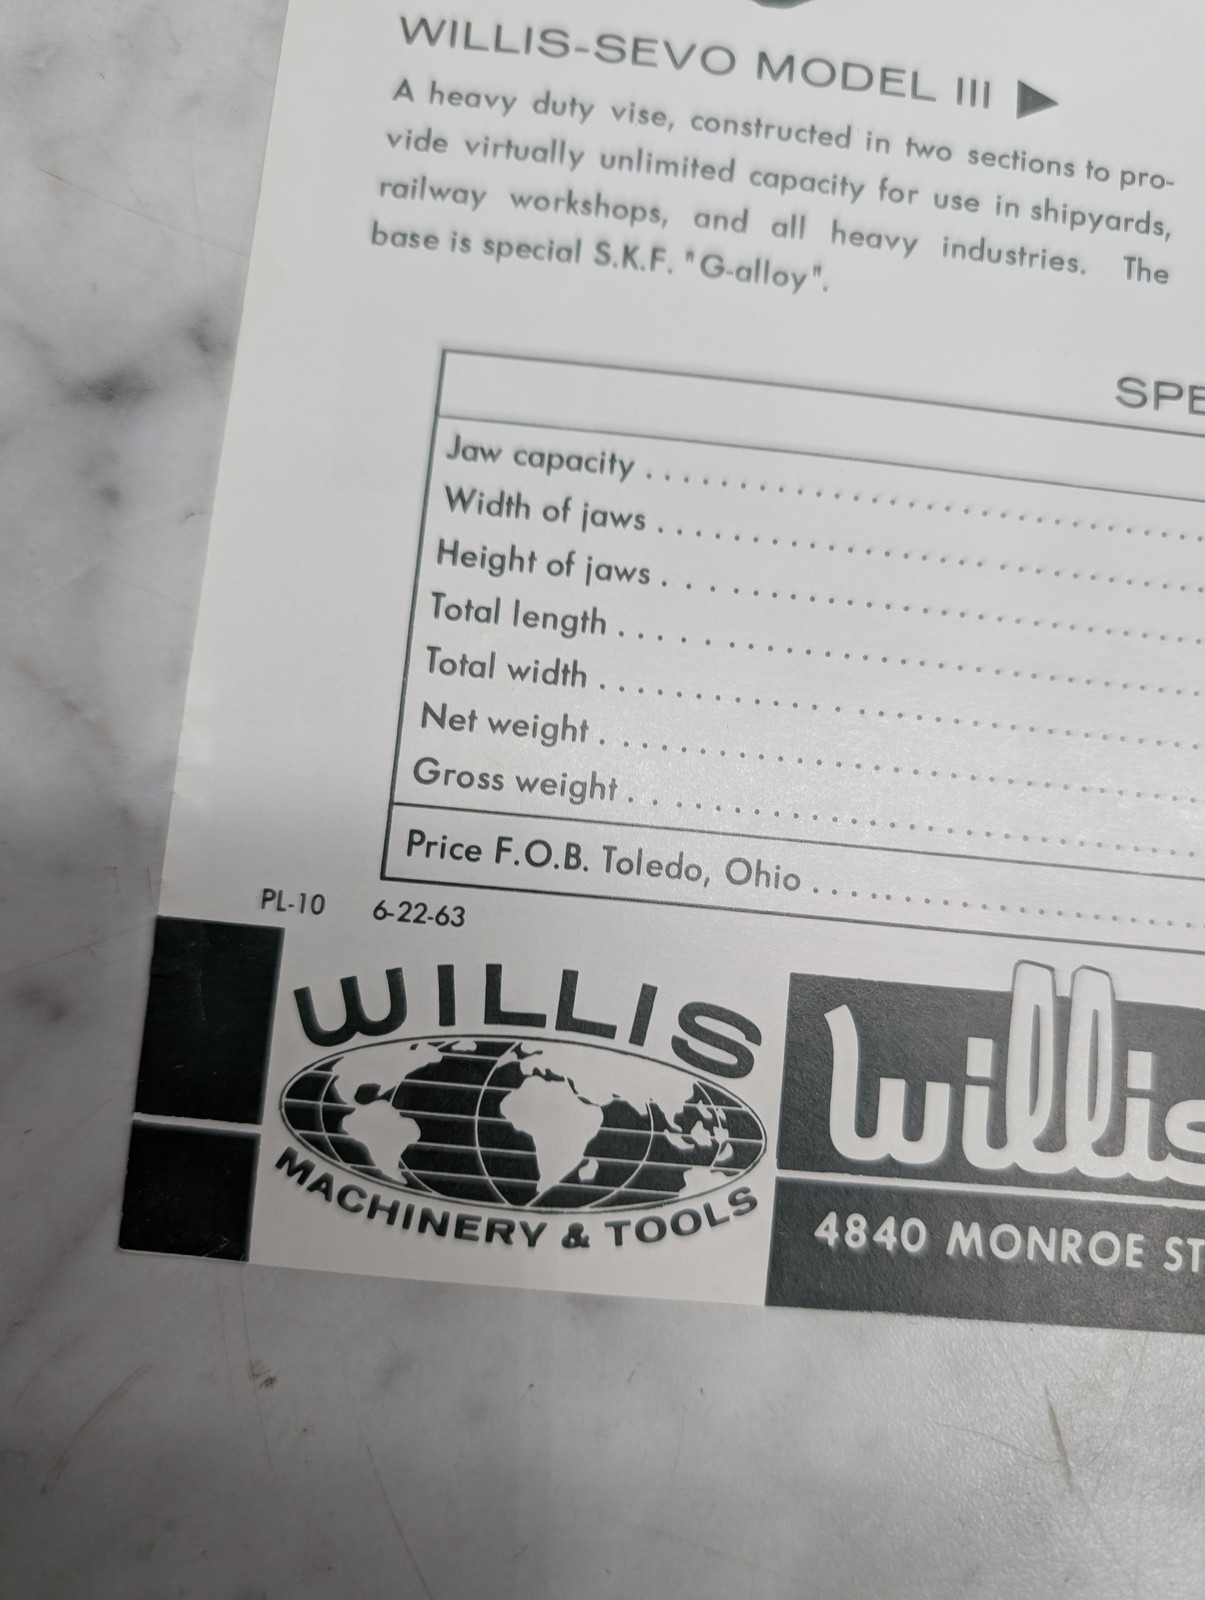 WILLIS-SEVO MODEL III ▶
A heavy duty vise, constructed in two sections to pro-
vide virtually unlimited capacity for use in shipyards,
railway workshops, and all heavy industries. The
base is special S.K.F. "G-alloy".
SPE
Jaw capacity
Width of jaws
Height of jaws
Total length
Total width
Net weight
Gross weight
Price F.O.B. Toledo, Ohio
PL-10 6-22-63
WILLIS
MACHINERY & TOOLS
Willis
4840 MONROE ST